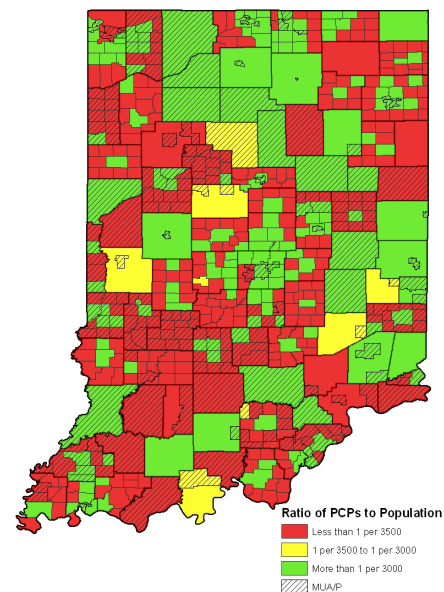 Ratio of PCPs to Population
Less than 1 per 3500
1 per 3500 to 1 per 3000
More than 1 per 3000
MUA/P